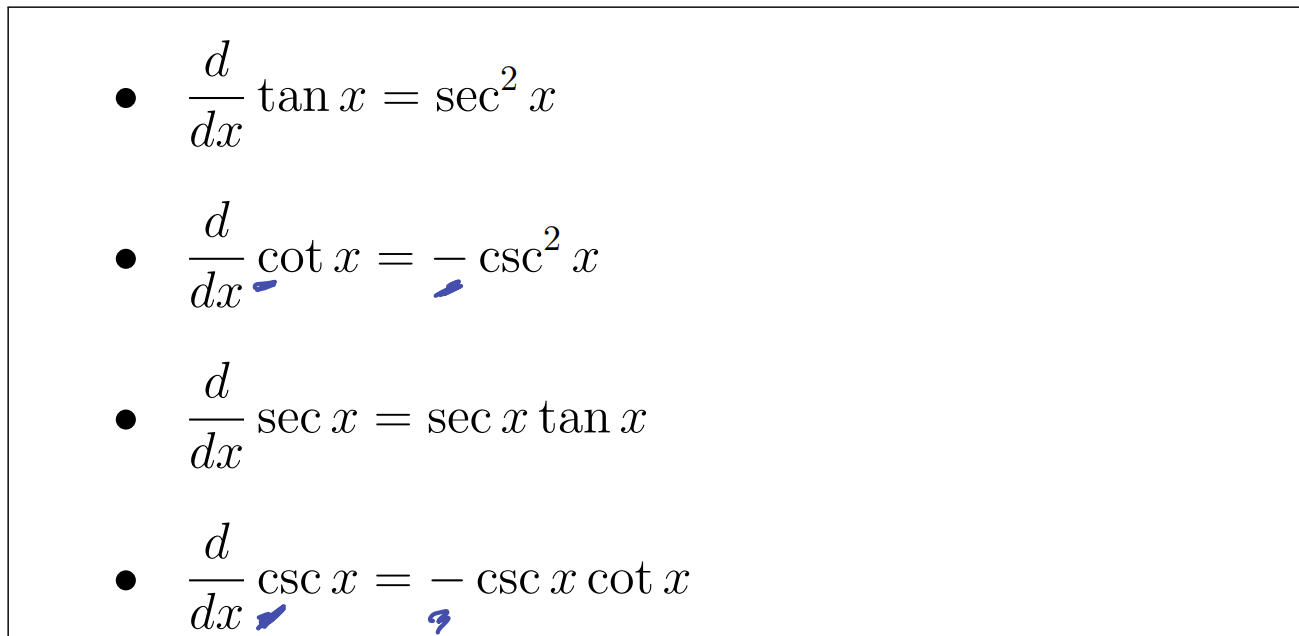 • d/dx tan x = sec² x
• d/dx cot x = − csc² x
• d/dx sec x = sec x tan x
• d/dx csc x = − csc x cot x